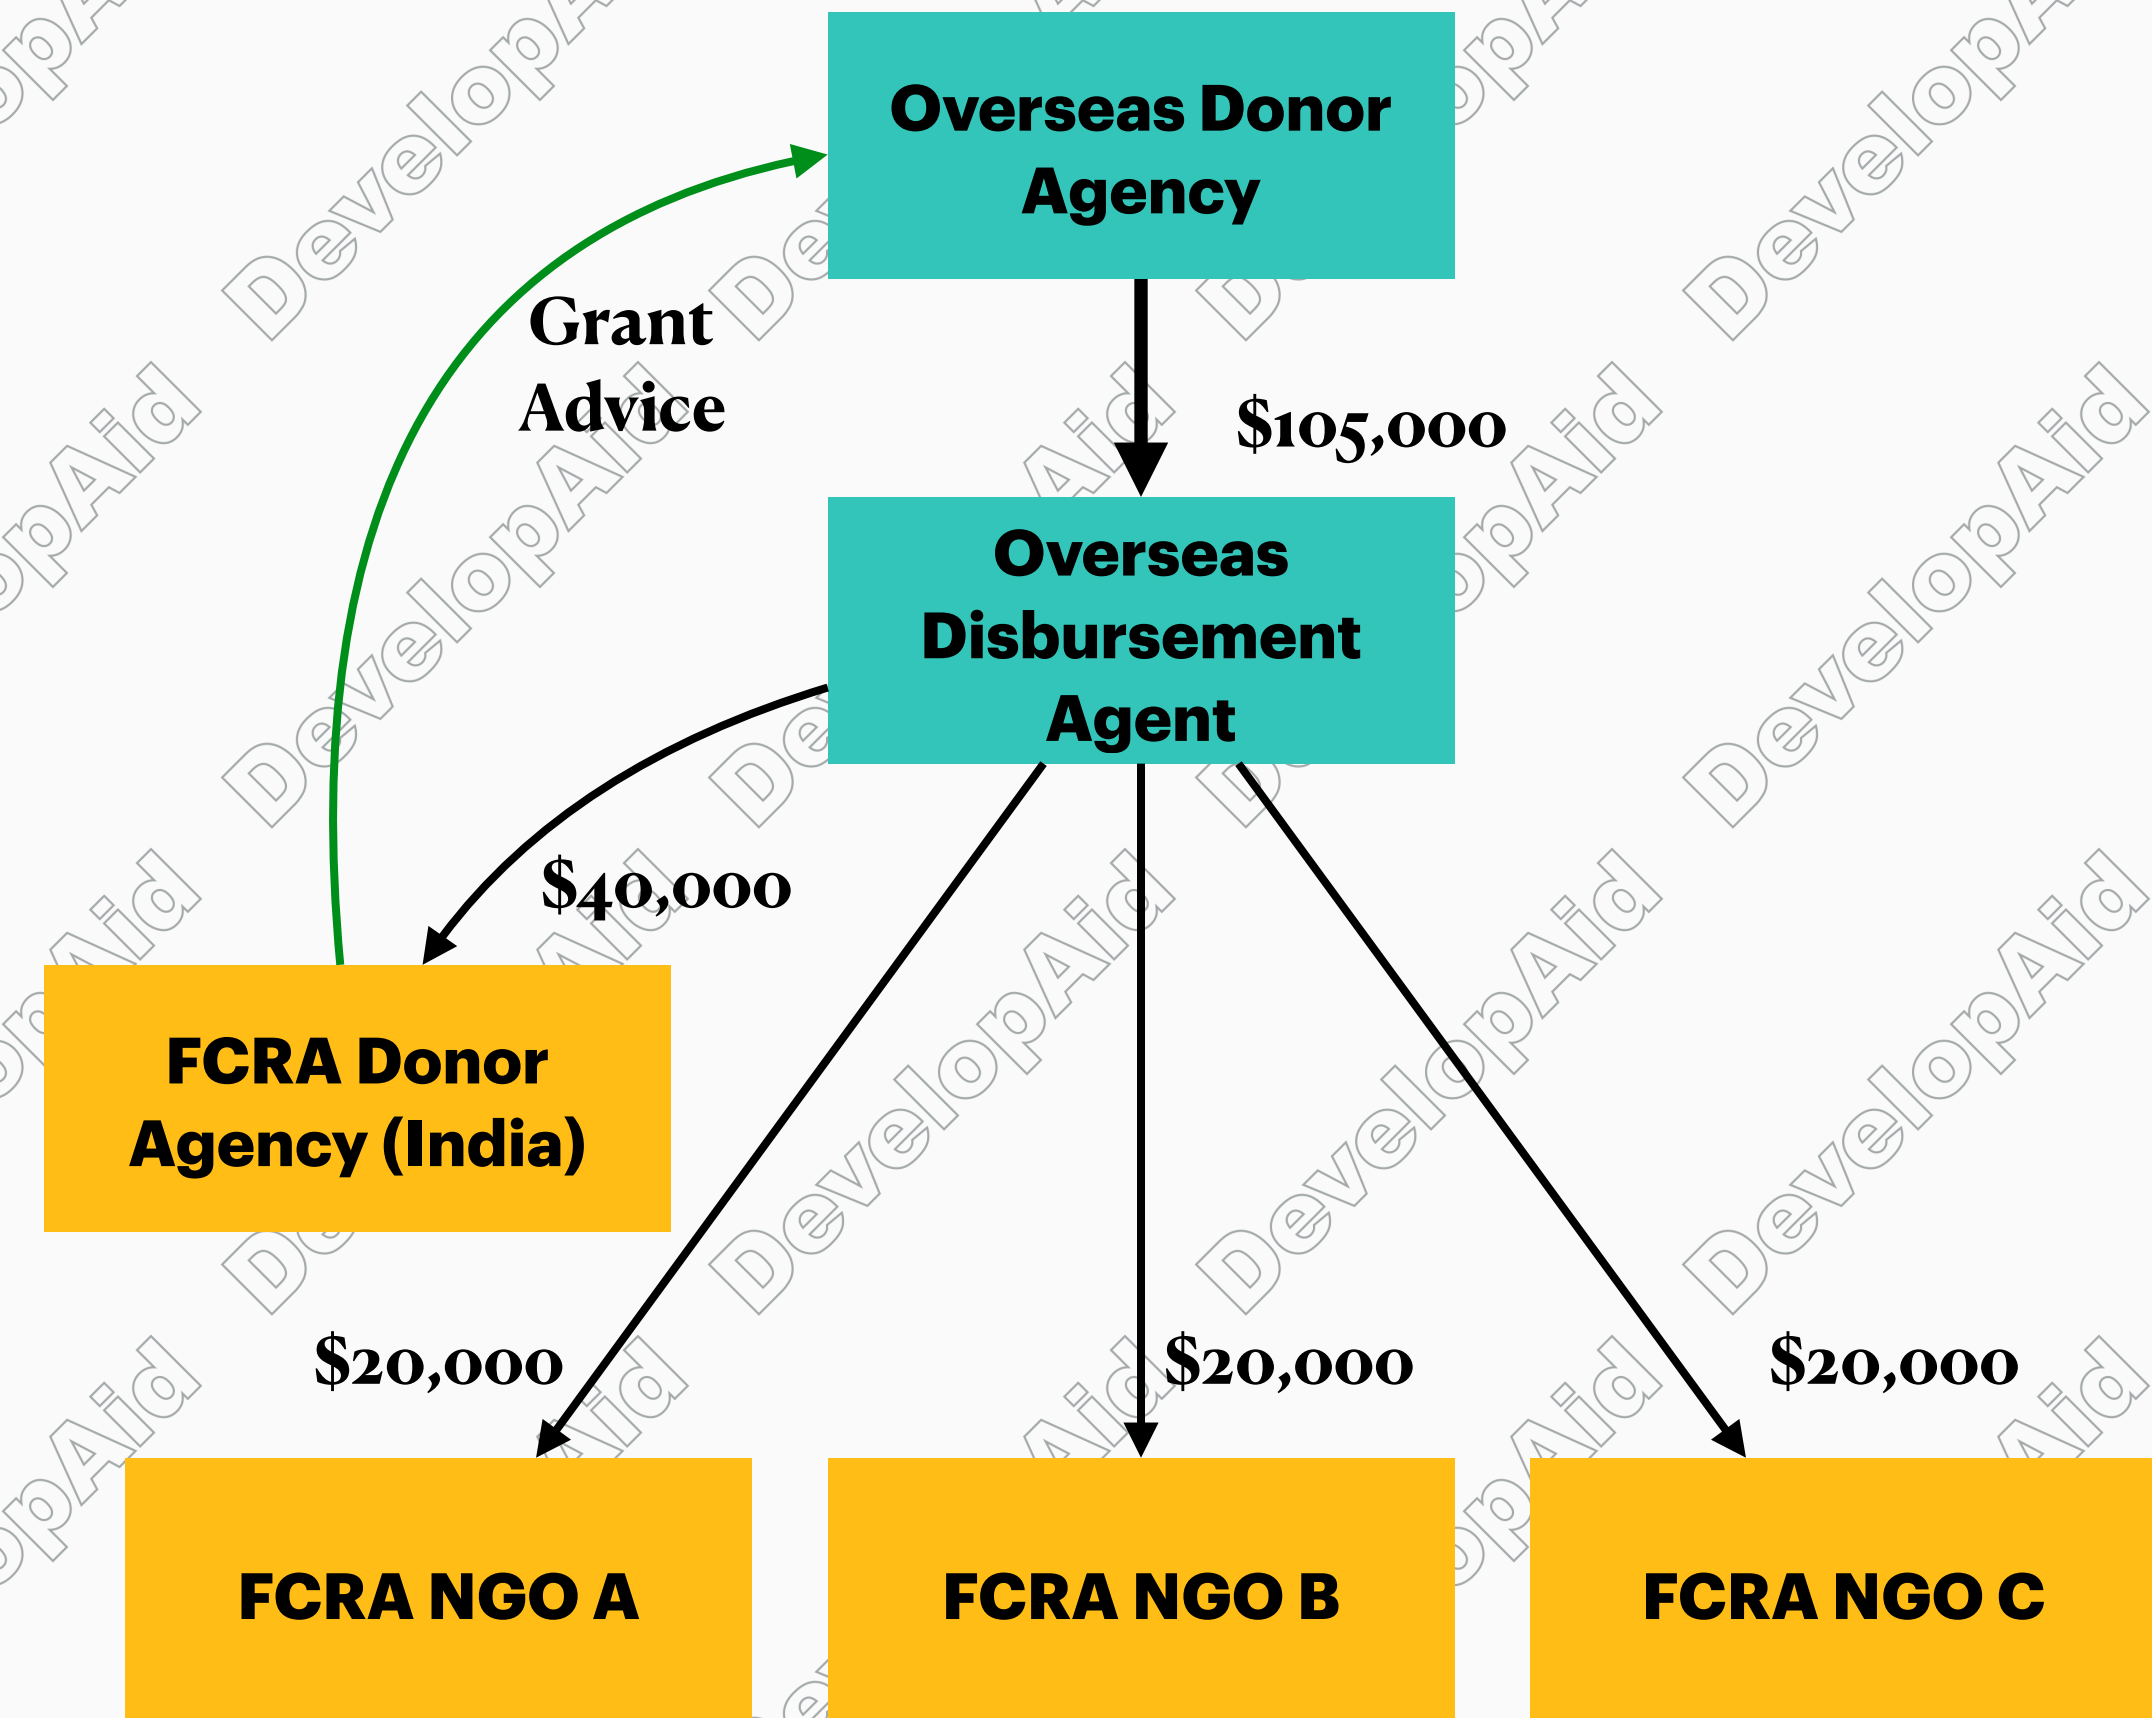 Overseas Donor
Agency
Grant
Advice
$105,000
Overseas
Disbursement
Agent
$40,000
FCRA Donor
Agency (India)
$20,000
$20,000
$20,000
FCRA NGO A
FCRA NGO B
FCRA NGO C
DevelopAid